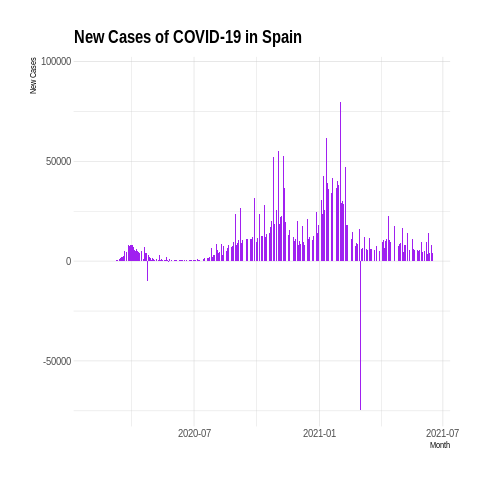 New Cases of COVID-19 in Spain
New Cases
100000
50000
0
-50000
2020-07
2021-01
2021-07
Month